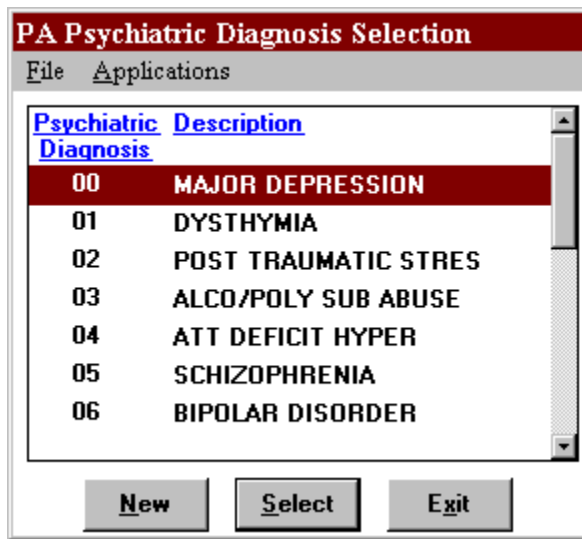 PA Psychiatric Diagnosis Selection
File Applications
Psychiatric Description
Diagnosis
00 MAJOR DEPRESSION
01 DYSTHYMIA
02 POST TRAUMATIC STRES
03 ALCO/POLY SUB ABUSE
04 ATT DEFICIT HYPER
05 SCHIZOPHRENIA
06 BIPOLAR DISORDER
New Select Exit